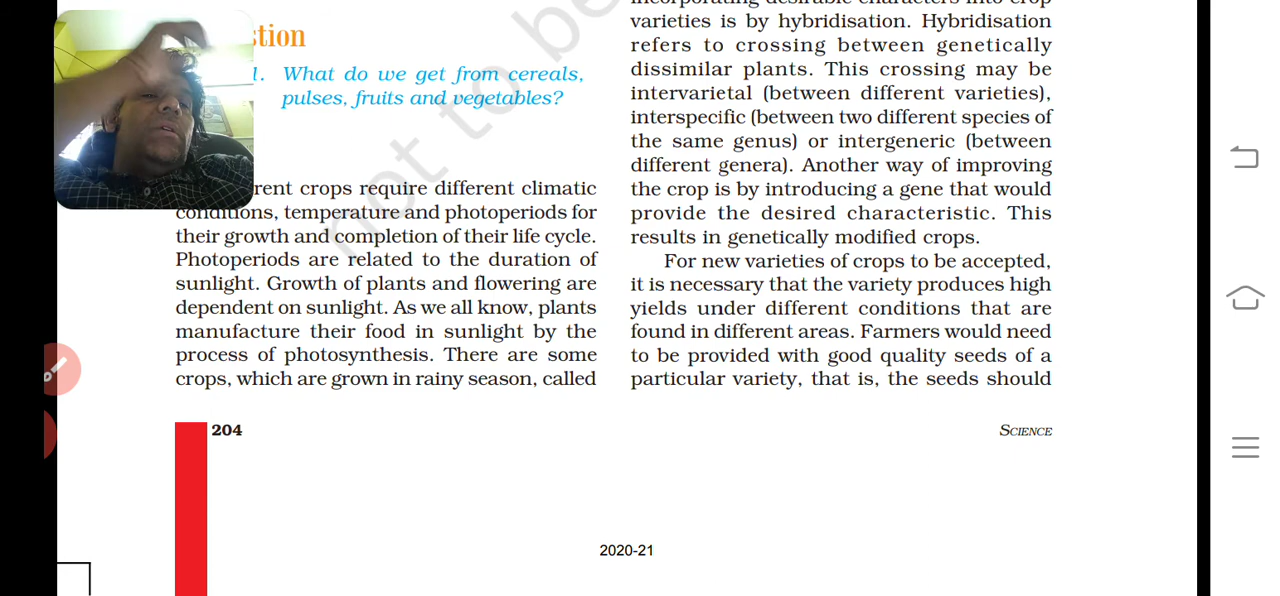 stion
1. What do we get from cereals,
pulses, fruits and vegetables?
rent crops require different climatic
conditions, temperature and photoperiods for
their growth and completion of their life cycle.
Photoperiods are related to the duration of
sunlight. Growth of plants and flowering are
dependent on sunlight. As we all know, plants
manufacture their food in sunlight by the
process of photosynthesis. There are some
crops, which are grown in rainy season, called
incorporating desirable characters into crop
varieties is by hybridisation. Hybridisation
refers to crossing between genetically
dissimilar plants. This crossing may be
intervarietal (between different varieties),
interspecific (between two different species of
the same genus) or intergeneric (between
different genera). Another way of improving
the crop is by introducing a gene that would
provide the desired characteristic. This
results in genetically modified crops.
For new varieties of crops to be accepted,
it is necessary that the variety produces high
yields under different conditions that are
found in different areas. Farmers would need
to be provided with good quality seeds of a
particular variety, that is, the seeds should
not to be
204
SCIENCE
2020-21